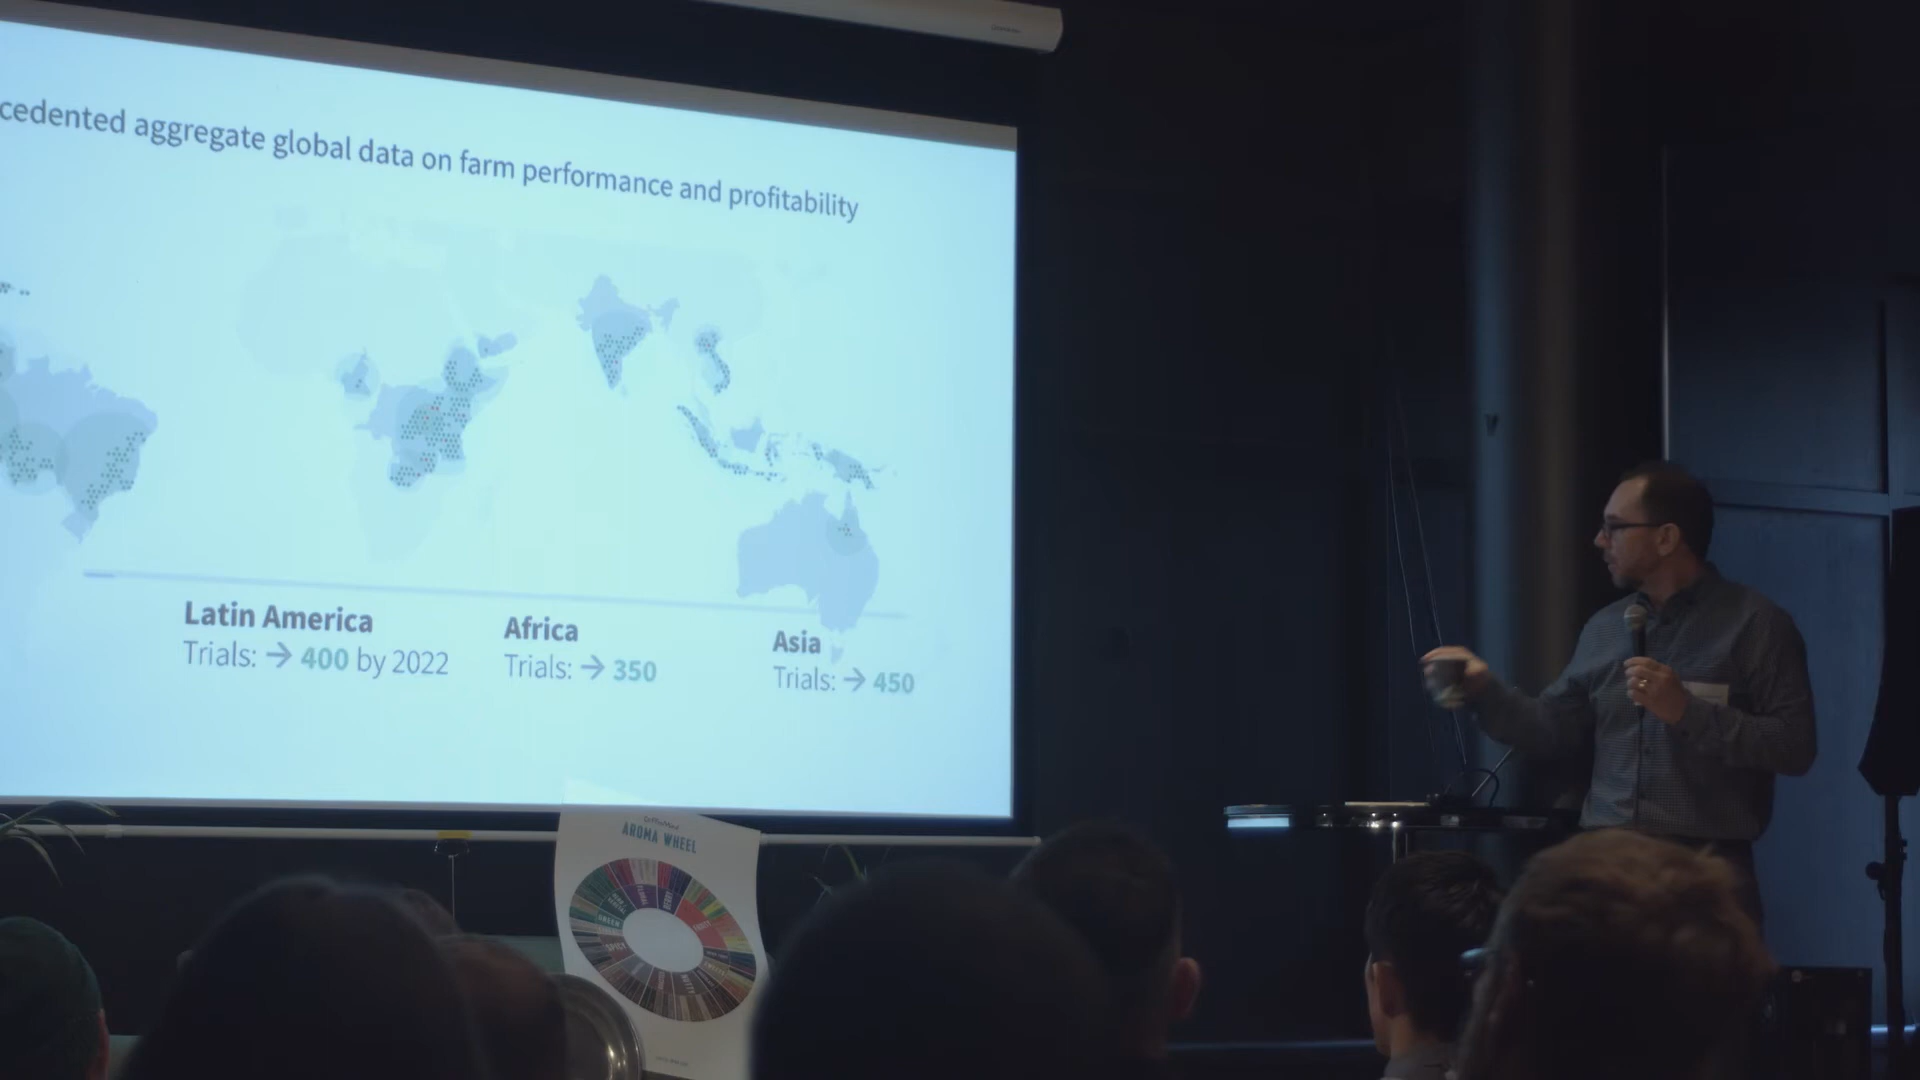 cedented aggregate global data on farm performance and profitability
Latin America
Trials: → 400 by 2022
Africa
Trials: → 350
Asia
Trials: → 450
AROMA WHEEL